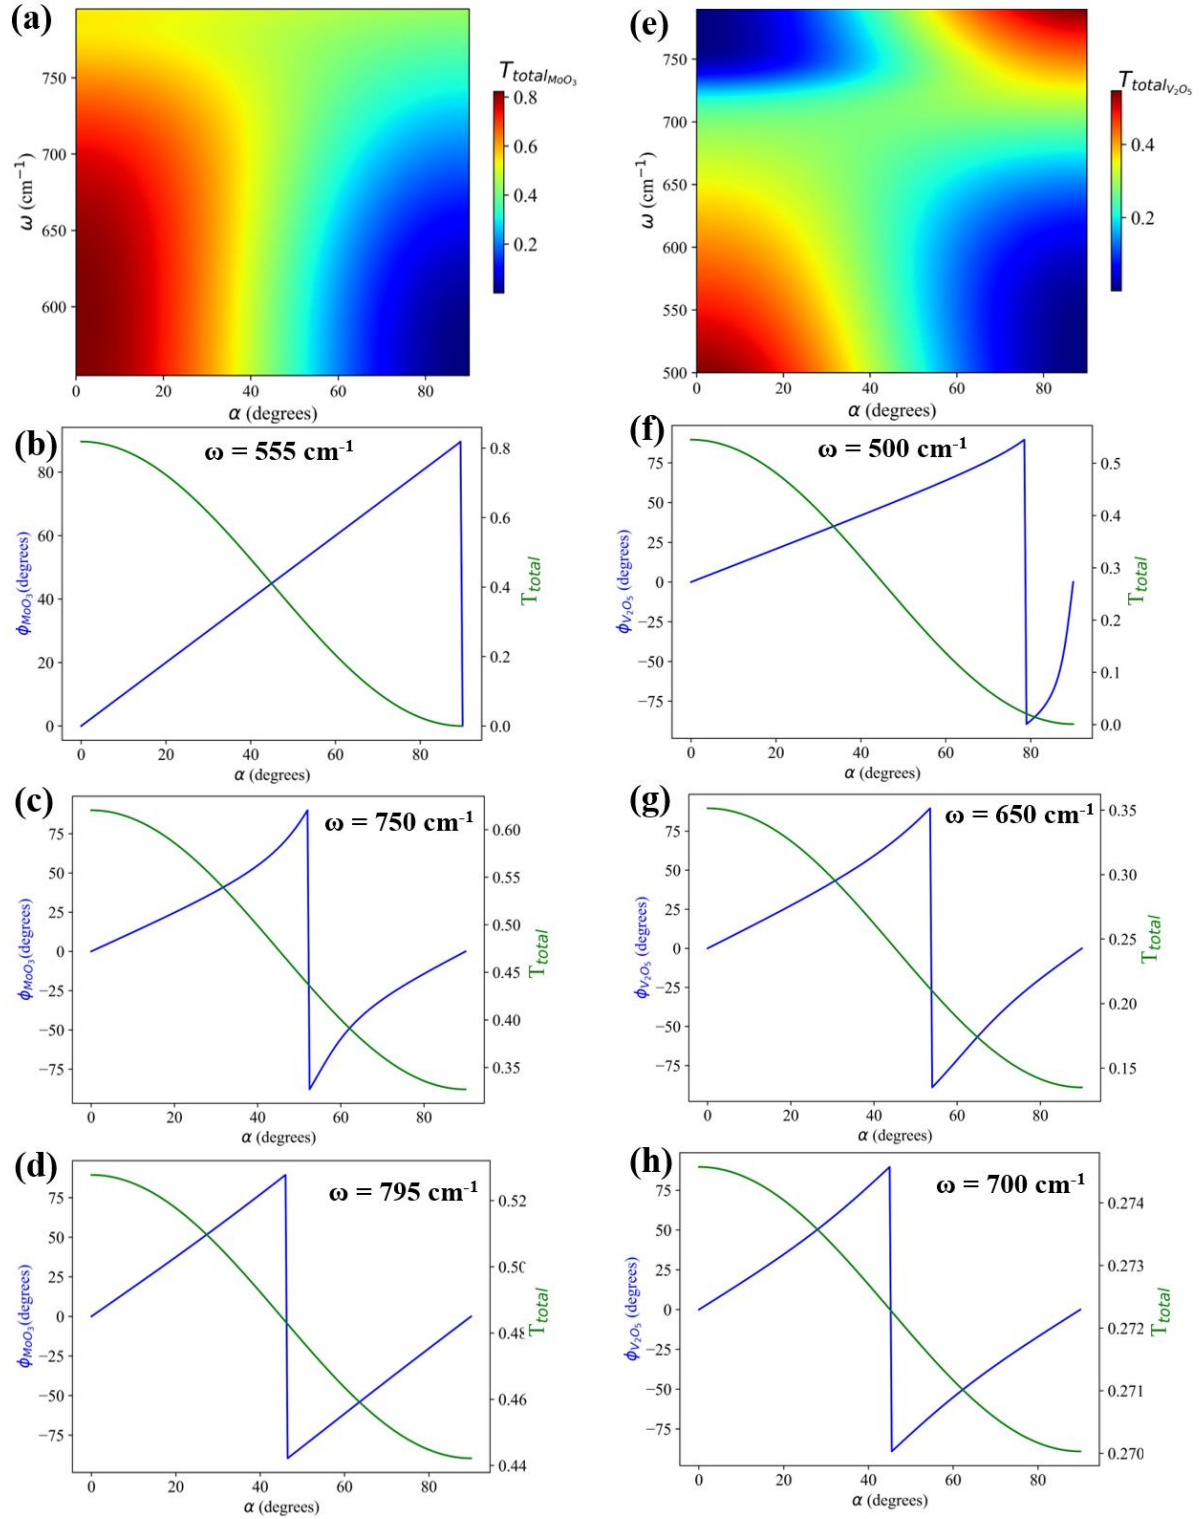 (a)
T_total_MoO3
750
700
650
600
ω (cm⁻¹)
0 20 40 60 80
α (degrees)
0.8
0.6
0.4
0.2
(e)
T_total_V2O5
750
700
650
600
550
500
ω (cm⁻¹)
0 20 40 60 80
α (degrees)
0.4
0.2
(b)
ω = 555 cm⁻¹
80
60
40
20
0
ϕ_MoO3(degrees)
0.8
0.6
0.4
0.2
0.0
T_total
0 20 40 60 80
α (degrees)
(f)
ω = 500 cm⁻¹
75
50
25
0
−25
−50
−75
ϕ_V2O5 (degrees)
0.5
0.4
0.3
0.2
0.1
0.0
T_total
0 20 40 60 80
α (degrees)
(c)
ω = 750 cm⁻¹
75
50
25
0
−25
−50
−75
ϕ_MoO3(degrees)
0.60
0.55
0.50
0.45
0.40
0.35
T_total
0 20 40 60 80
α (degrees)
(g)
ω = 650 cm⁻¹
75
50
25
0
−25
−50
−75
ϕ_V2O5 (degrees)
0.35
0.30
0.25
0.20
0.15
T_total
0 20 40 60 80
α (degrees)
(d)
ω = 795 cm⁻¹
75
50
25
0
−25
−50
−75
ϕ_MoO3(degrees)
0.52
0.50
0.48
0.46
0.44
T_total
0 20 40 60 80
α (degrees)
(h)
ω = 700 cm⁻¹
75
50
25
0
−25
−50
−75
ϕ_V2O5 (degrees)
0.274
0.273
0.272
0.271
0.270
T_total
0 20 40 60 80
α (degrees)